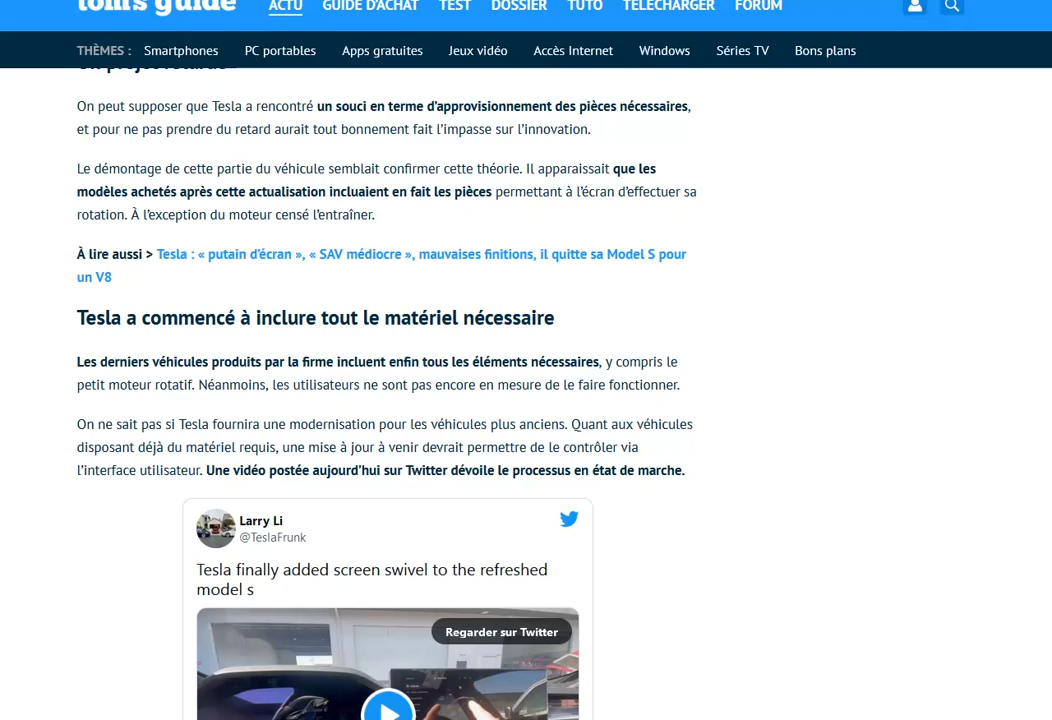 tom's guide ACTU GUIDE D'ACHAT TEST DOSSIER TUTO TÉLÉCHARGER FORUM
THÈMES : Smartphones PC portables Apps gratuites Jeux vidéo Accès Internet Windows Séries TV Bons plans
On peut supposer que Tesla a rencontré un souci en terme d'approvisionnement des pièces nécessaires,
et pour ne pas prendre du retard aurait tout bonnement fait l'impasse sur l'innovation.
Le démontage de cette partie du véhicule semblait confirmer cette théorie. Il apparaissait que les
modèles achetés après cette actualisation incluaient en fait les pièces permettant à l'écran d'effectuer sa
rotation. À l'exception du moteur censé l'entraîner.
À lire aussi > Tesla : « putain d'écran », « SAV médiocre », mauvaises finitions, il quitte sa Model S pour
un V8
Tesla a commencé à inclure tout le matériel nécessaire
Les derniers véhicules produits par la firme incluent enfin tous les éléments nécessaires, y compris le
petit moteur rotatif. Néanmoins, les utilisateurs ne sont pas encore en mesure de le faire fonctionner.
On ne sait pas si Tesla fournira une modernisation pour les véhicules plus anciens. Quant aux véhicules
disposant déjà du matériel requis, une mise à jour à venir devrait permettre de le contrôler via
l'interface utilisateur. Une vidéo postée aujourd'hui sur Twitter dévoile le processus en état de marche.
Larry Li
@TeslaFrunk
Tesla finally added screen swivel to the refreshed
model s
Regarder sur Twitter